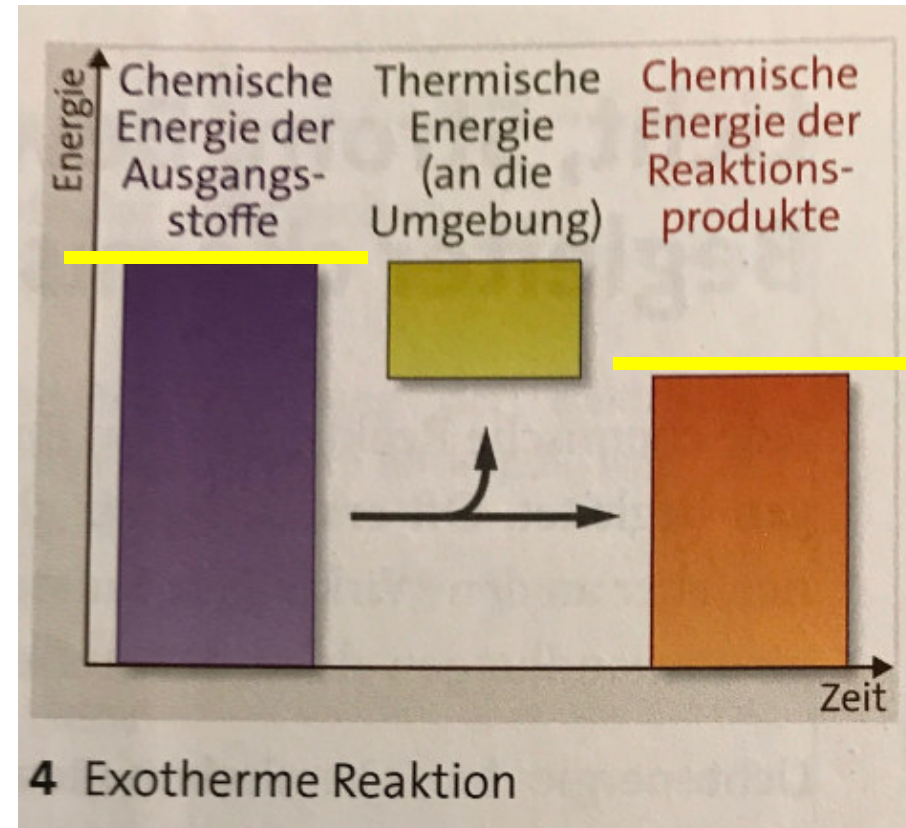 Energie
Chemische
Energie der
Ausgangs-
stoffe
Thermische
Energie
(an die
Umgebung)
Chemische
Energie der
Reaktions-
produkte
Zeit
4 Exotherme Reaktion